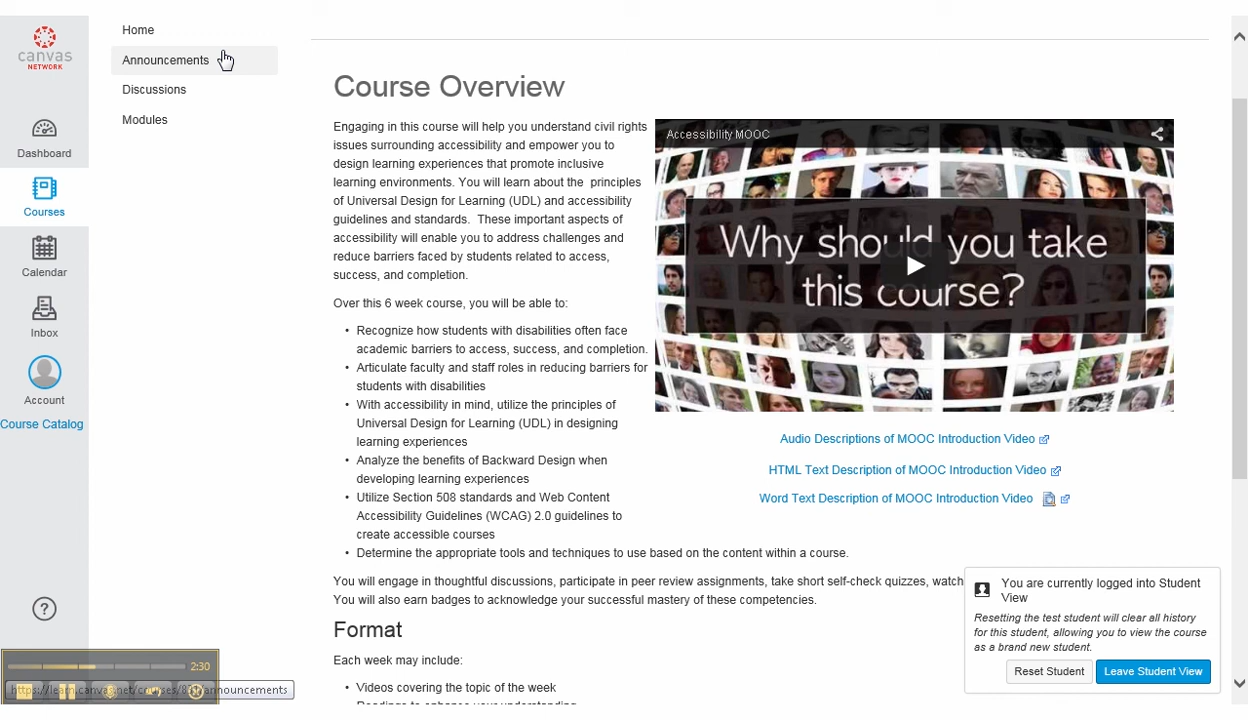 canvas
NETWORK
Dashboard
Courses
Calendar
Inbox
Account
Course Catalog
?
Home
Announcements
Discussions
Modules
Course Overview
Engaging in this course will help you understand civil rights
issues surrounding accessibility and empower you to
design learning experiences that promote inclusive
learning environments. You will learn about the principles
of Universal Design for Learning (UDL) and accessibility
guidelines and standards. These important aspects of
accessibility will enable you to address challenges and
reduce barriers faced by students related to access,
success, and completion.
Over this 6 week course, you will be able to:
• Recognize how students with disabilities often face
academic barriers to access, success, and completion.
• Articulate faculty and staff roles in reducing barriers for
students with disabilities
• With accessibility in mind, utilize the principles of
Universal Design for Learning (UDL) in designing
learning experiences
• Analyze the benefits of Backward Design when
developing learning experiences
• Utilize Section 508 standards and Web Content
Accessibility Guidelines (WCAG) 2.0 guidelines to
create accessible courses
• Determine the appropriate tools and techniques to use based on the content within a course.
You will engage in thoughtful discussions, participate in peer review assignments, take short self-check quizzes, watch
You will also earn badges to acknowledge your successful mastery of these competencies.
Format
Each week may include:
• Videos covering the topic of the week
• Readings to enhance your understanding
Accessibility MOOC
Why should you take
this course?
Audio Descriptions of MOOC Introduction Video
HTML Text Description of MOOC Introduction Video
Word Text Description of MOOC Introduction Video
You are currently logged into Student
View
Resetting the test student will clear all history
for this student, allowing you to view the course
as a brand new student.
Reset Student
Leave Student View
2:30
announcements